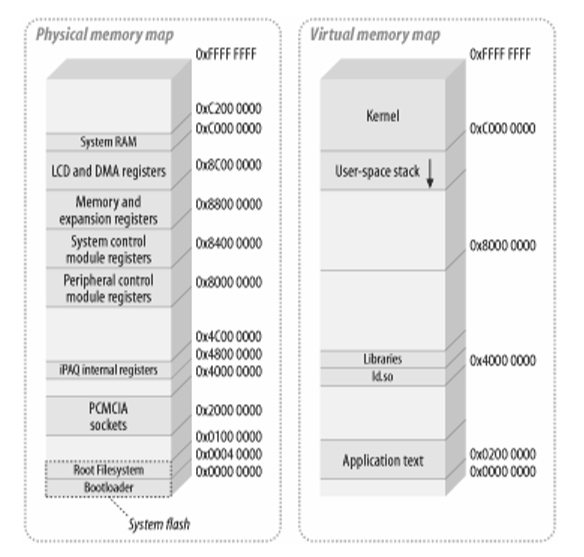 Physical memory map
0xFFFF FFFF
0xC200 0000
0xC000 0000
System RAM
LCD and DMA registers
0x8C00 0000
Memory and
expansion registers
0x8800 0000
System control
module registers
0x8400 0000
Peripheral control
module registers
0x8000 0000
0x4C00 0000
0x4800 0000
iPAQ internal registers
0x4000 0000
PCMCIA
sockets
0x2000 0000
0x0100 0000
0x0004 0000
Root Filesystem
0x0000 0000
Bootloader
System flash
Virtual memory map
0xFFFF FFFF
Kernel
0xC000 0000
User-space stack
0x8000 0000
Libraries
0x4000 0000
ld.so
Application text
0x0200 0000
0x0000 0000